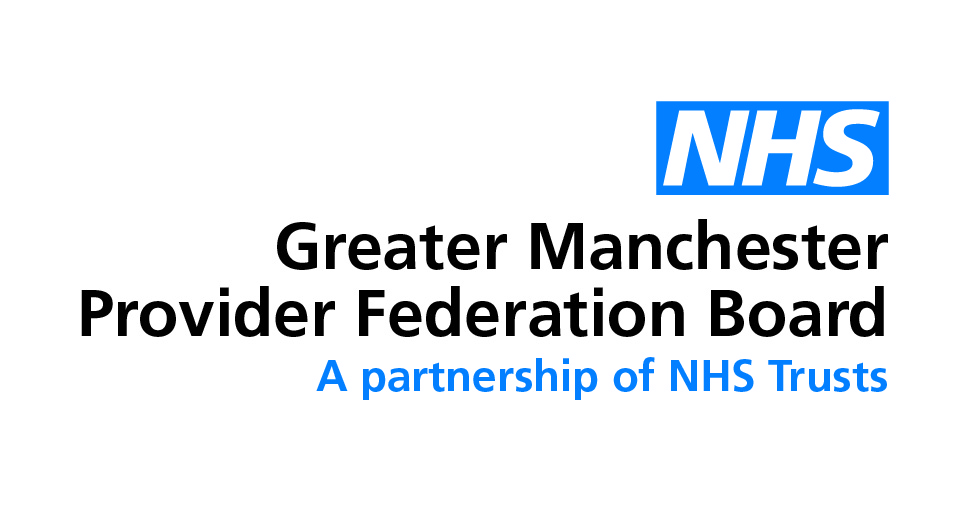 NHS
Greater Manchester
Provider Federation Board
A partnership of NHS Trusts